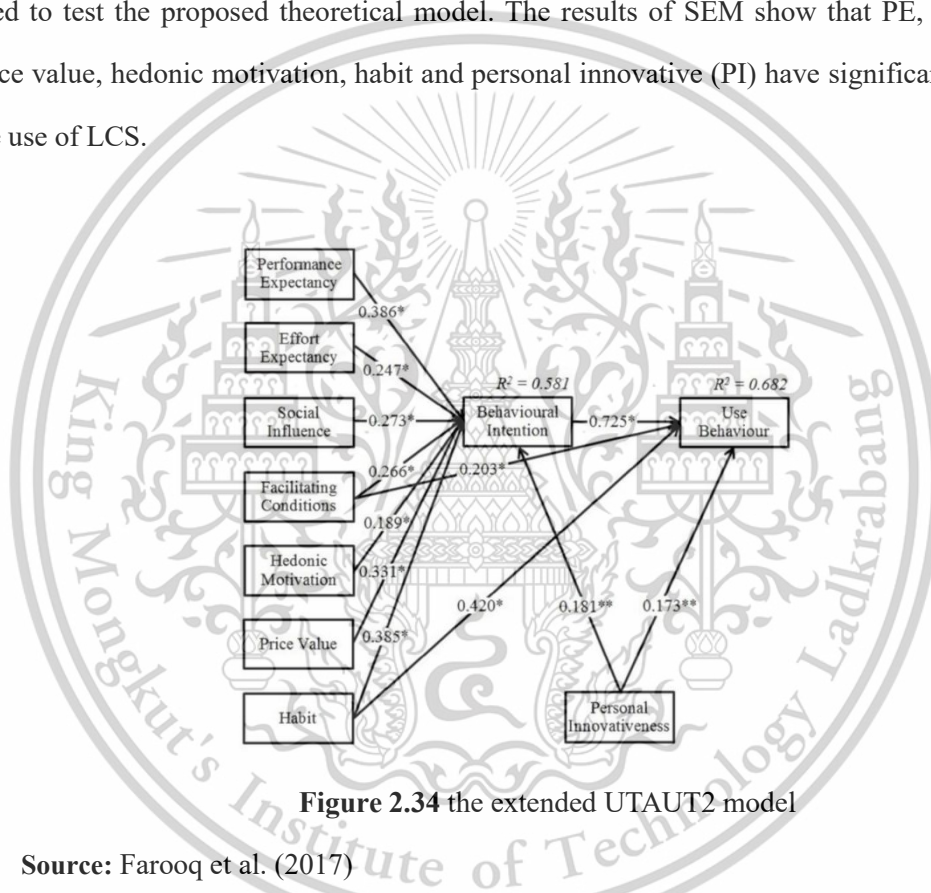 ed to test the proposed theoretical model. The results of SEM show that PE,
ce value, hedonic motivation, habit and personal innovative (PI) have significa
use of LCS.
Performance
Expectancy
0.386*
Effort
Expectancy
0.247*
R² = 0.581
R² = 0.682
Social
Influence
0.273*
Behavioural
Intention
0.725*
Use
Behaviour
0.266*
0.203*
Facilitating
Conditions
0.189*
Hedonic
Motivation
0.331*
0.420*
0.181**
0.173**
Price Value
0.385*
Habit
Personal
Innovativeness
Figure 2.34 the extended UTAUT2 model
Source: Farooq et al. (2017)
King Mongkut's Institute of Technology Ladkrabang